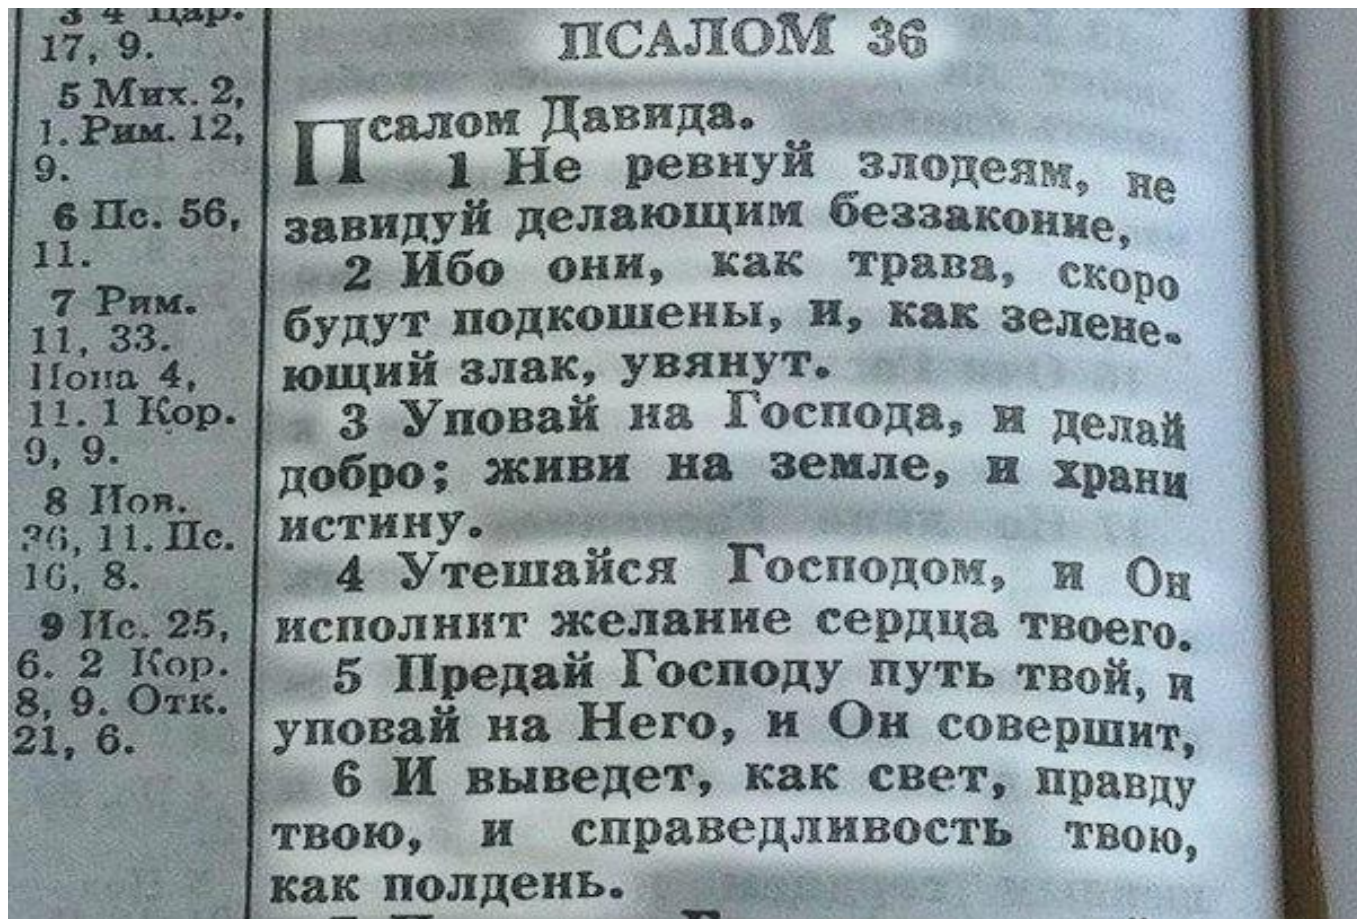 3 4 Цар.
17, 9.
5 Мих. 2,
1. Рим. 12,
9.
6 Пс. 56,
11.
7 Рим.
11, 33.
Иона 4,
11. 1 Кор.
9, 9.
8 Иов.
36, 11. Пс.
16, 8.
9 Ис. 25,
6. 2 Кор.
8, 9. Отк.
21, 6.
ПСАЛОМ 36
Псалом Давида.
1 Не ревнуй злодеям, не
завидуй делающим беззаконие,
2 Ибо они, как трава, скоро
будут подкошены, и, как зелене-
ющий злак, увянут.
3 Уповай на Господа, и делай
добро; живи на земле, и храни
истину.
4 Утешайся Господом, и Он
исполнит желание сердца твоего.
5 Предай Господу путь твой, и
уповай на Него, и Он совершит,
6 И выведет, как свет, правду
твою, и справедливость твою,
как полдень.